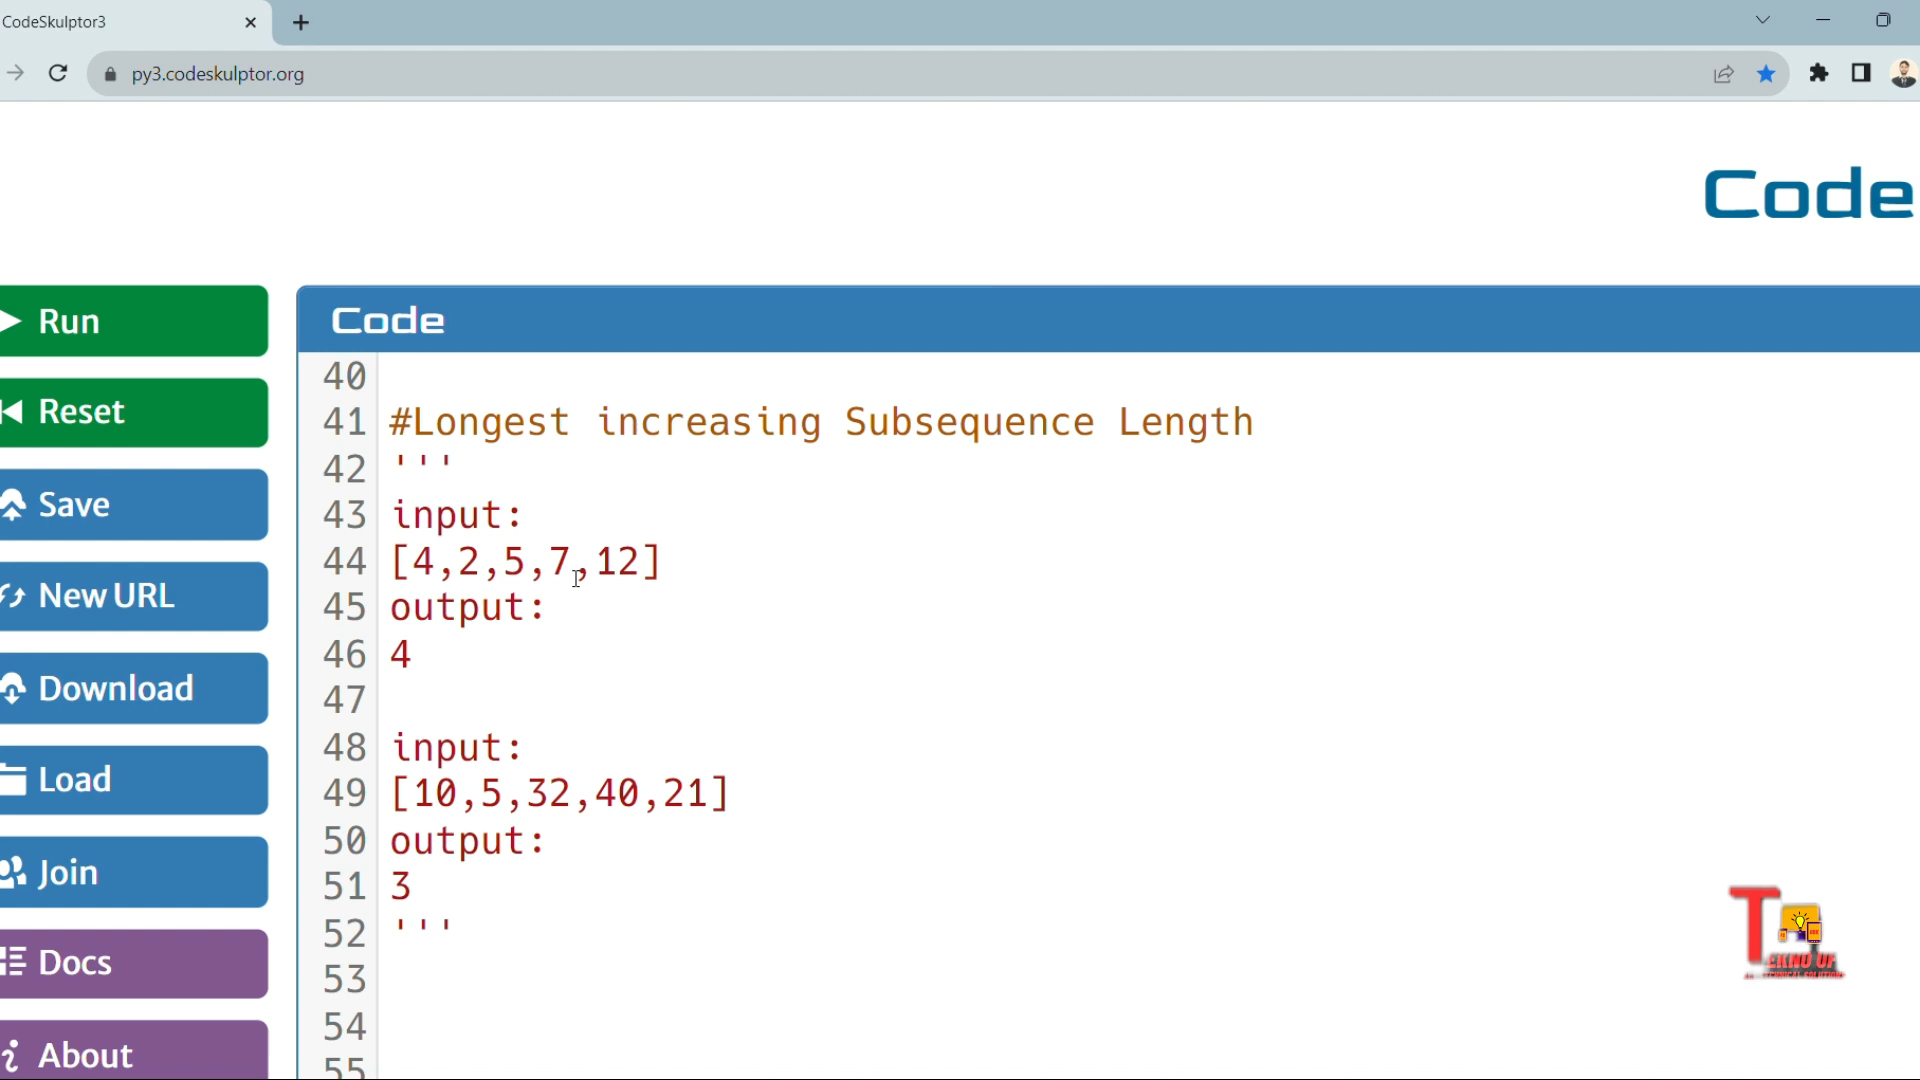 CodeSkulptor3
py3.codeskulptor.org
Code
Run
Reset
Save
New URL
Download
Load
Join
Docs
About
Code
40
41 #Longest increasing Subsequence Length
42 '''
43 input:
44 [4,2,5,7,12]
45 output:
46 4
47
48 input:
49 [10,5,32,40,21]
50 output:
51 3
52 '''
53
54
55